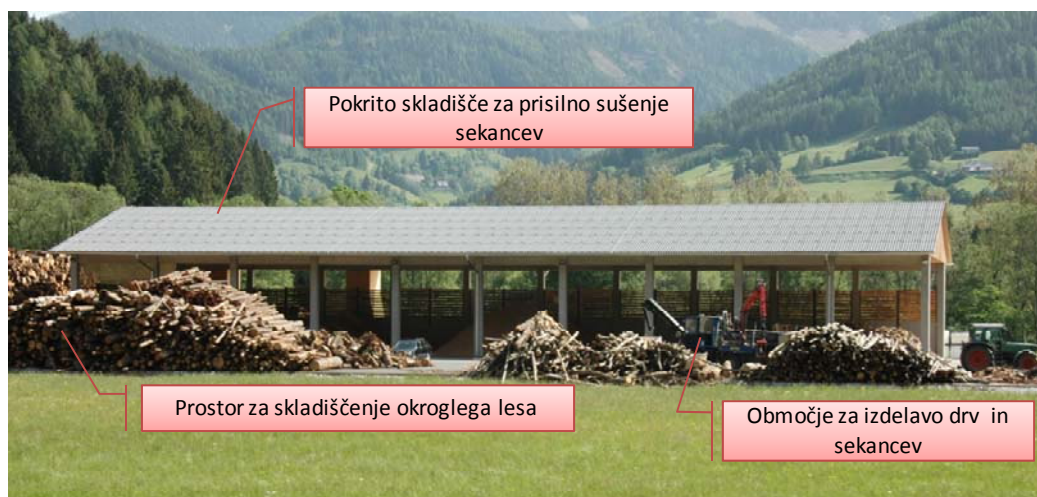 Pokrito skladišče za prisilno sušenje
sekancev
Prostor za skladiščenje okroglega lesa
Območje za izdelavo drv in
sekancev